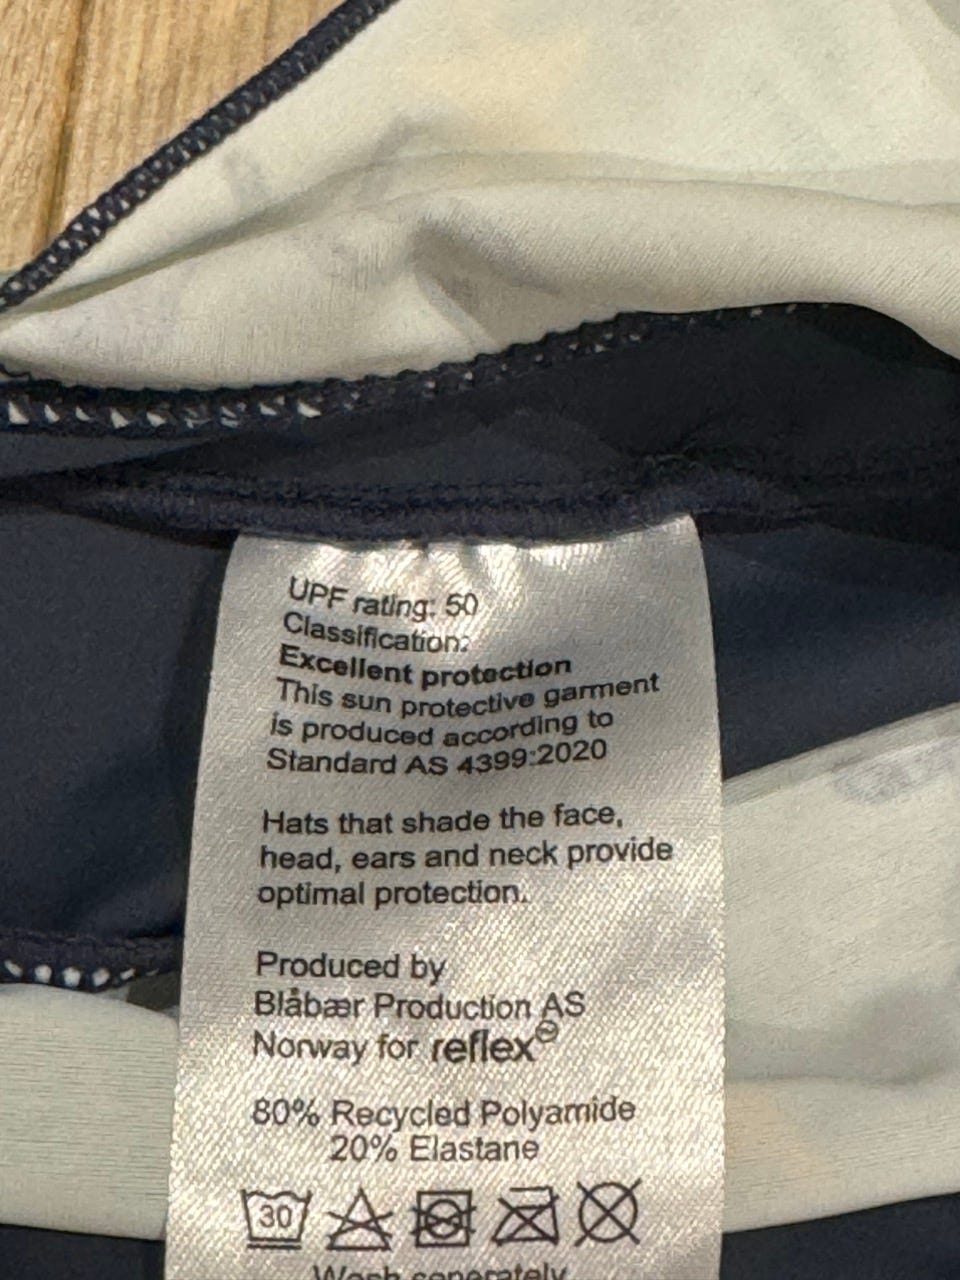 UPF rating: 50
Classification:
Excellent protection
This sun protective garment
is produced according to
Standard AS 4399:2020
Hats that shade the face,
head, ears and neck provide
optimal protection.
Produced by
Blåbær Production AS
Norway for reflex
80% Recycled Polyamide
20% Elastane
30
Wash seperately